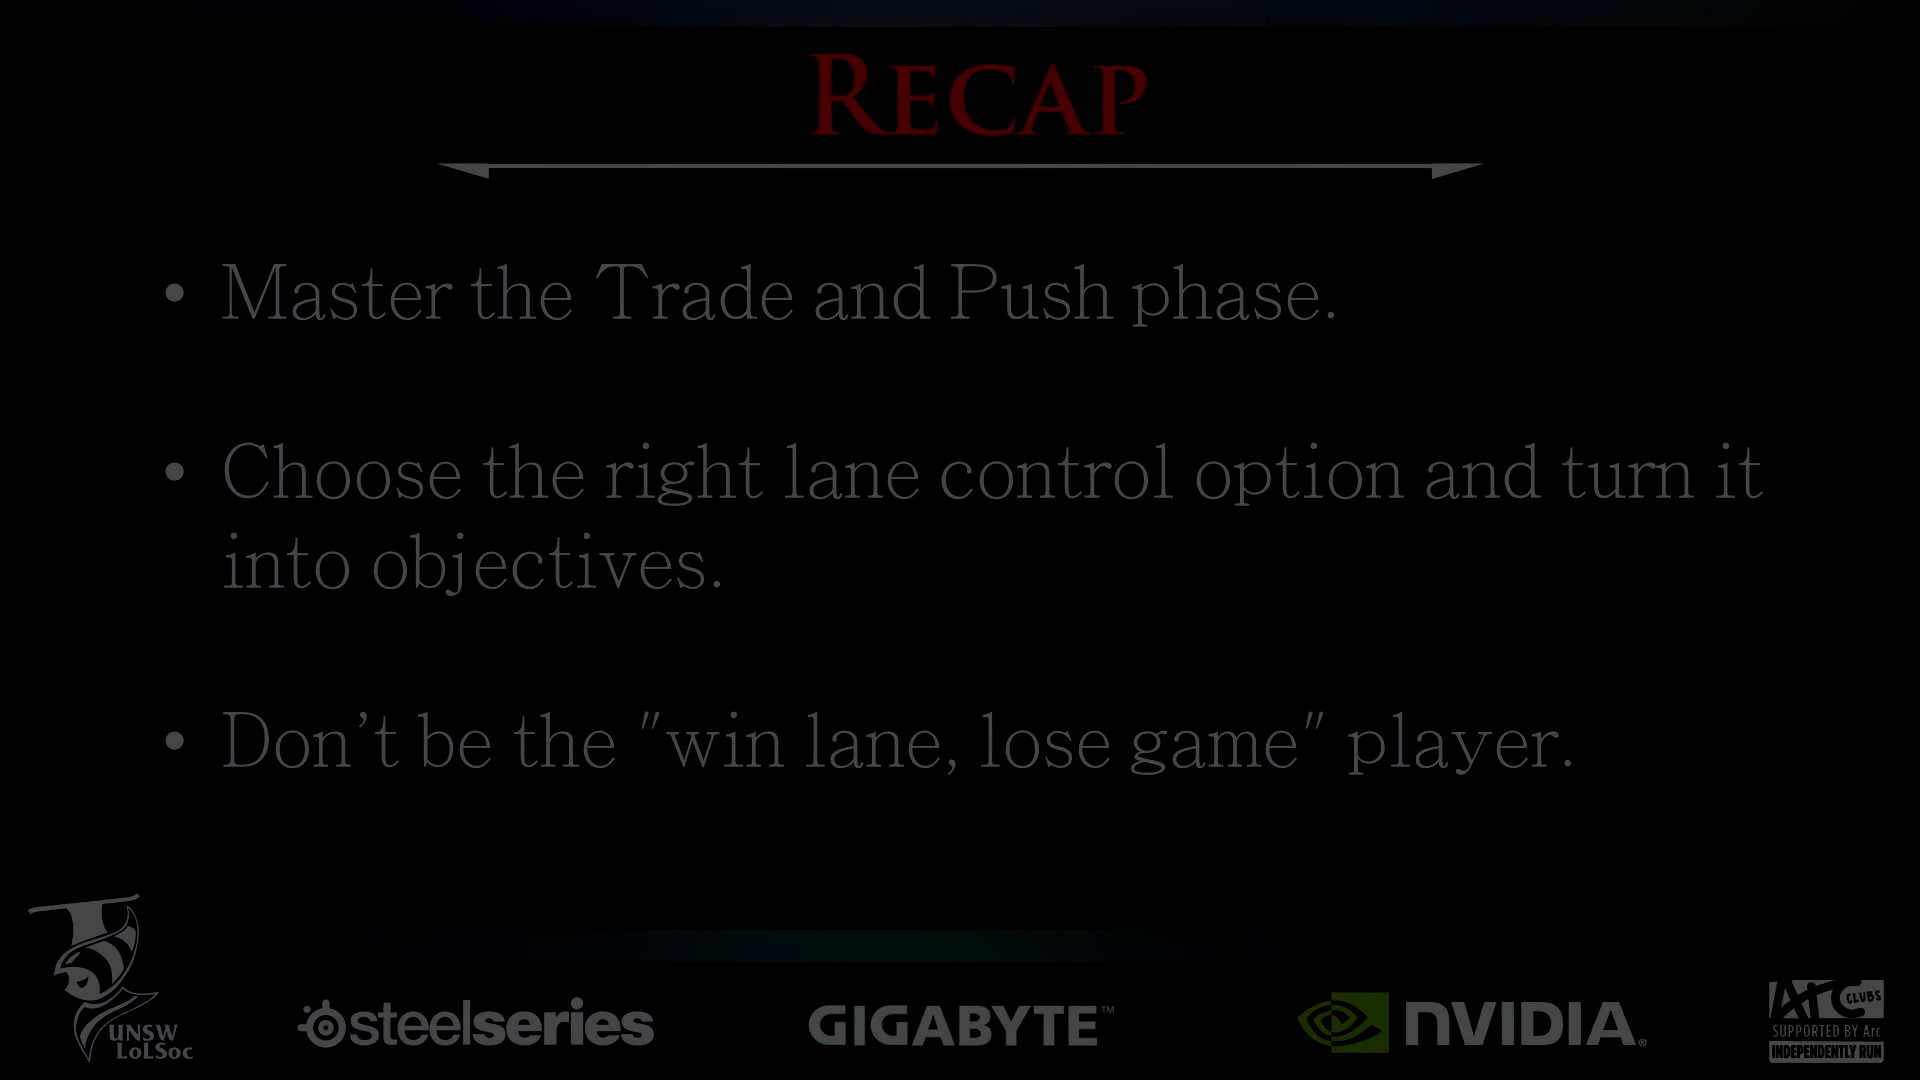 RECAP
• Master the Trade and Push phase.
• Choose the right lane control option and turn it
into objectives.
• Don't be the "win lane, lose game" player.
UNSW
LoLSoc
steelseries
GIGABYTE™
NVIDIA®
Arc
CLUBS
SUPPORTED BY Arc
INDEPENDENTLY RUN